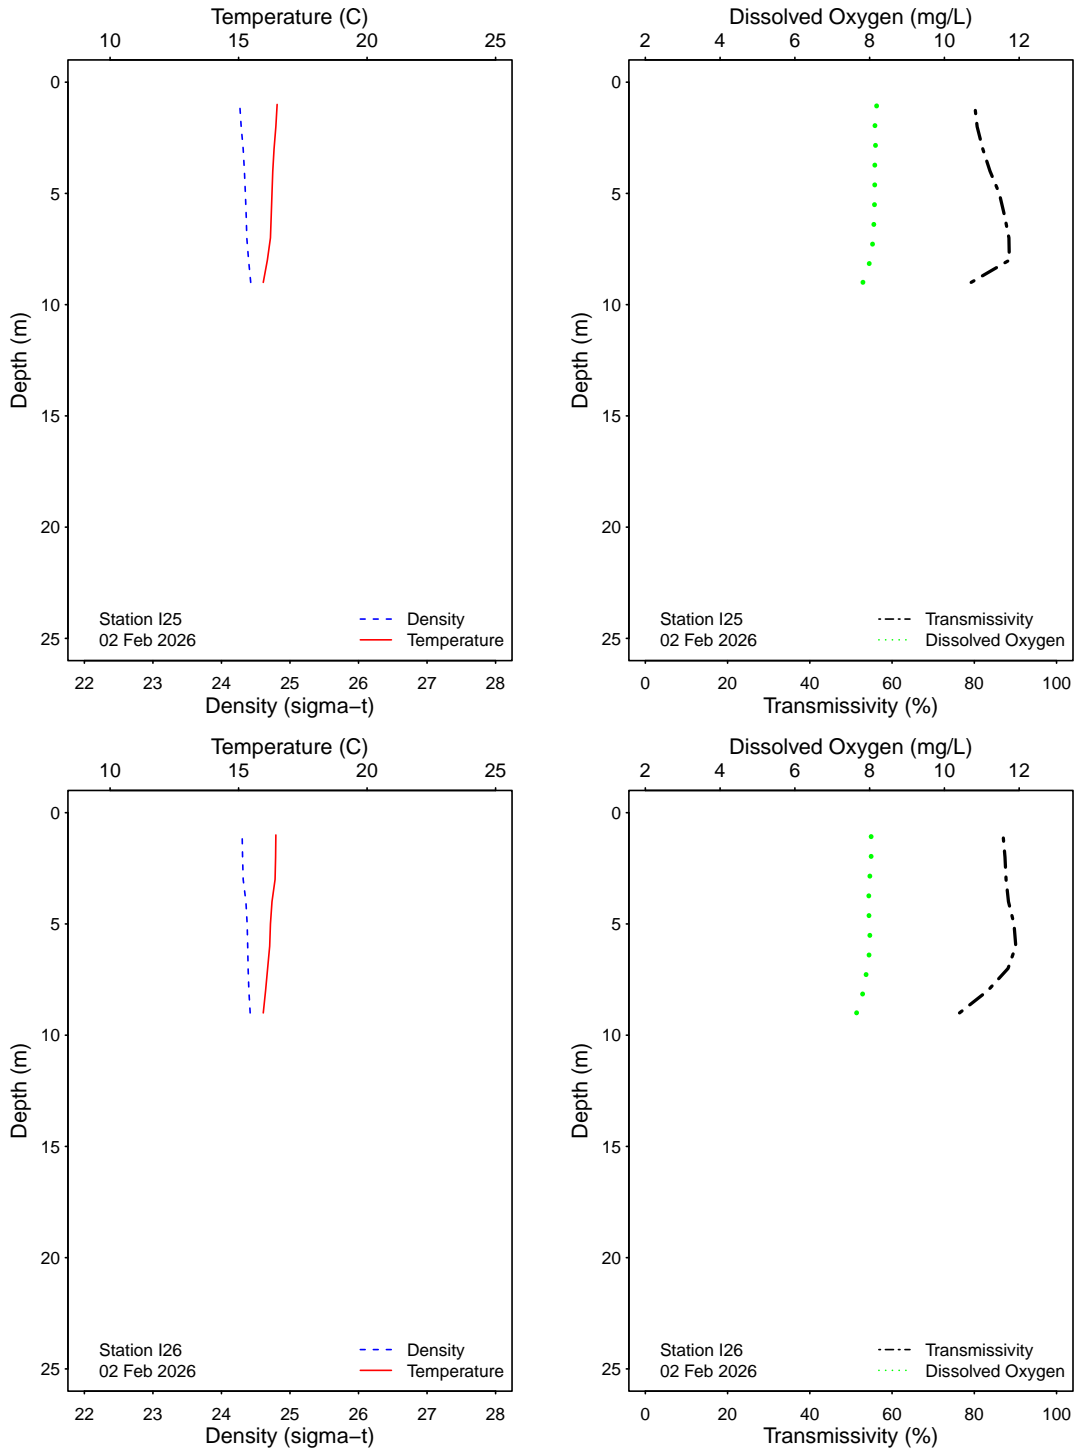 Temperature (C)
10 15 20 25
0
5
10
15
20
25
Depth (m)
Station I25
02 Feb 2026
Density
Temperature
22 23 24 25 26 27 28
Density (sigma−t)
Dissolved Oxygen (mg/L)
2 4 6 8 10 12
0
5
10
15
20
25
Depth (m)
Station I25
02 Feb 2026
Transmissivity
Dissolved Oxygen
0 20 40 60 80 100
Transmissivity (%)
Temperature (C)
10 15 20 25
0
5
10
15
20
25
Depth (m)
Station I26
02 Feb 2026
Density
Temperature
22 23 24 25 26 27 28
Density (sigma−t)
Dissolved Oxygen (mg/L)
2 4 6 8 10 12
0
5
10
15
20
25
Depth (m)
Station I26
02 Feb 2026
Transmissivity
Dissolved Oxygen
0 20 40 60 80 100
Transmissivity (%)